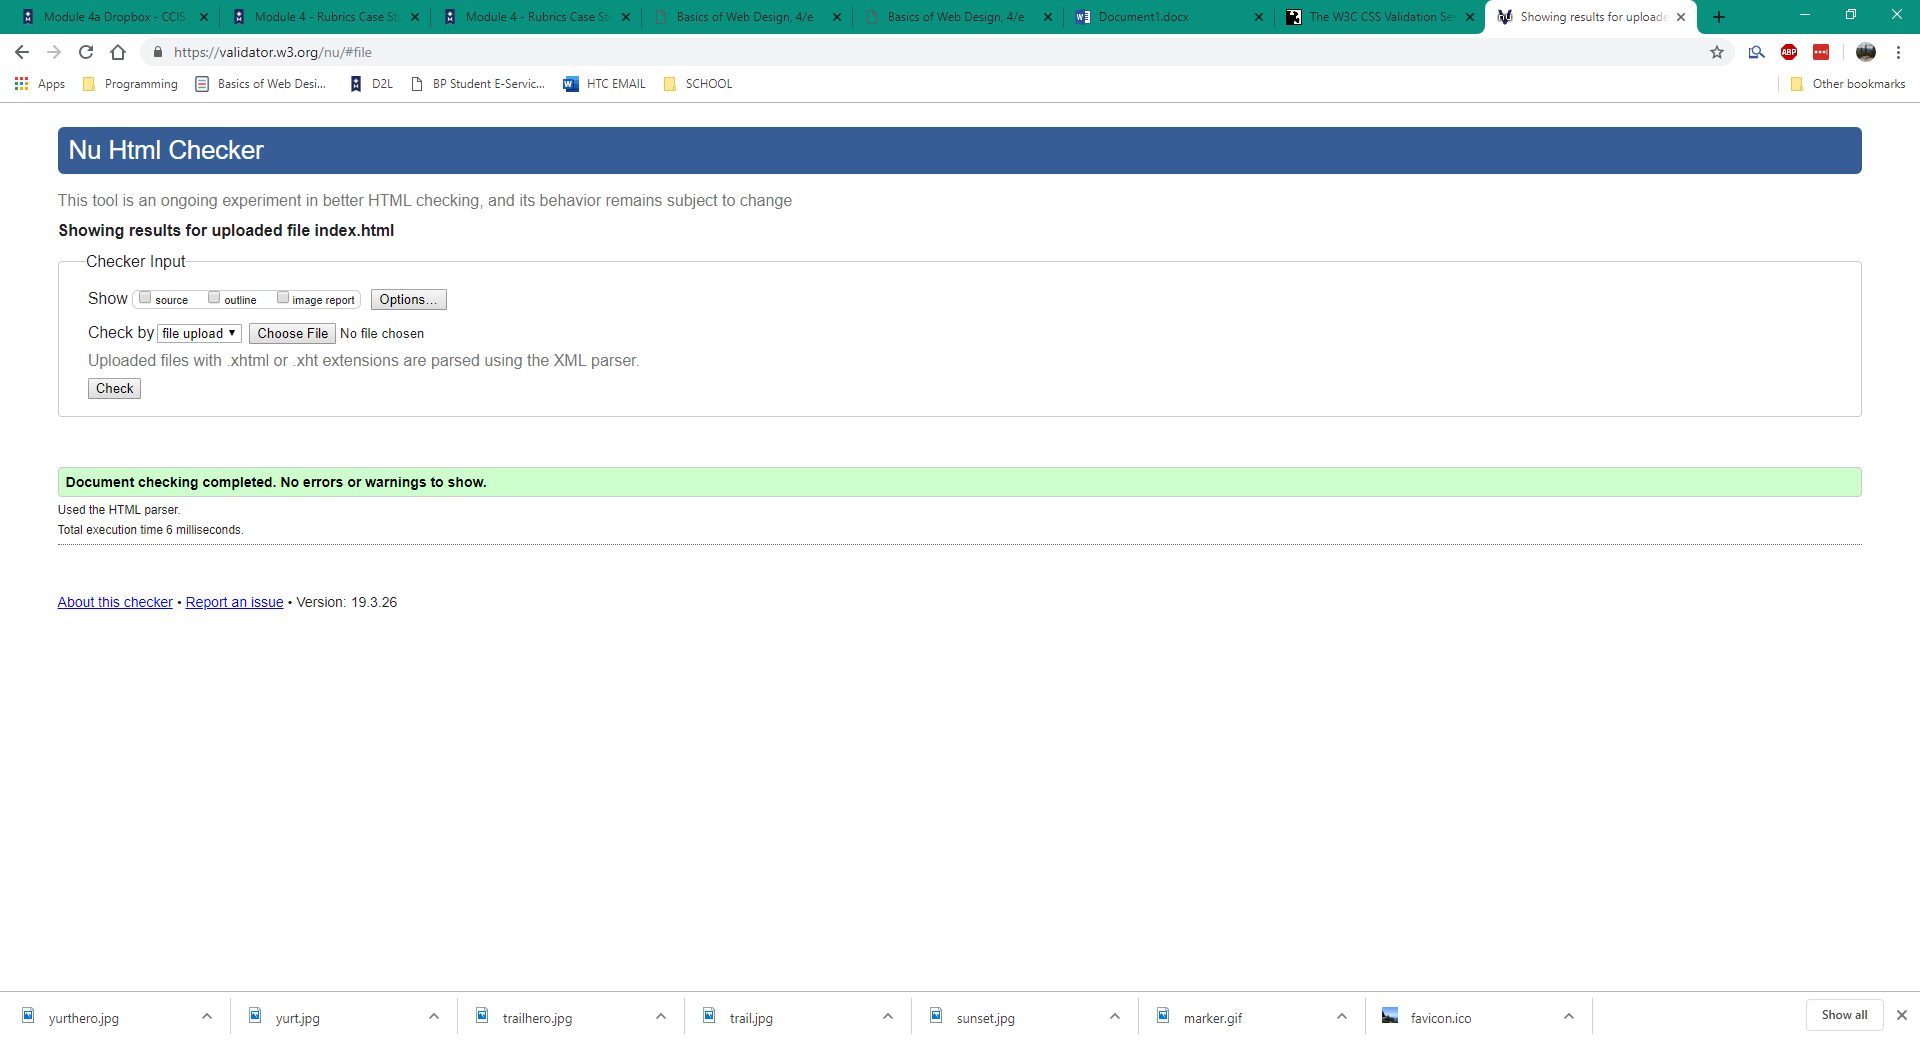 Module 4a Dropbox - CCIS
Module 4 - Rubrics Case Stu
Module 4 - Rubrics Case Stu
Basics of Web Design, 4/e
Basics of Web Design, 4/e
Document1.docx
The W3C CSS Validation Ser
Showing results for uploade
https://validator.w3.org/nu/#file
ABP
Apps
Programming
Basics of Web Desi...
D2L
BP Student E-Servic...
HTC EMAIL
SCHOOL
Other bookmarks
Nu Html Checker
This tool is an ongoing experiment in better HTML checking, and its behavior remains subject to change
Showing results for uploaded file index.html
Checker Input
Show source outline image report Options...
Check by file upload Choose File No file chosen
Uploaded files with .xhtml or .xht extensions are parsed using the XML parser.
Check
Document checking completed. No errors or warnings to show.
Used the HTML parser.
Total execution time 6 milliseconds.
About this checker • Report an issue • Version: 19.3.26
yurthero.jpg
yurt.jpg
trailhero.jpg
trail.jpg
sunset.jpg
marker.gif
favicon.ico
Show all